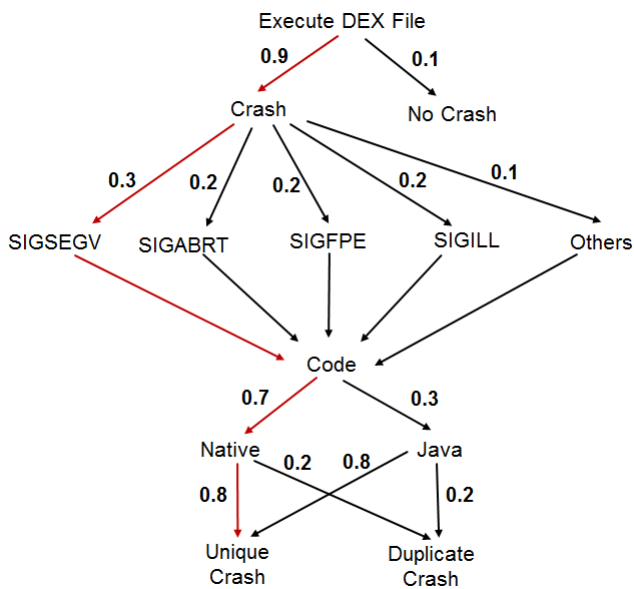 Execute DEX File
0.9
0.1
Crash
No Crash
0.3
0.2
0.2
0.2
0.1
SIGSEGV
SIGABRT
SIGFPE
SIGILL
Others
Code
0.7
0.3
Native
Java
0.8
0.2
0.8
0.2
Unique
Crash
Duplicate
Crash